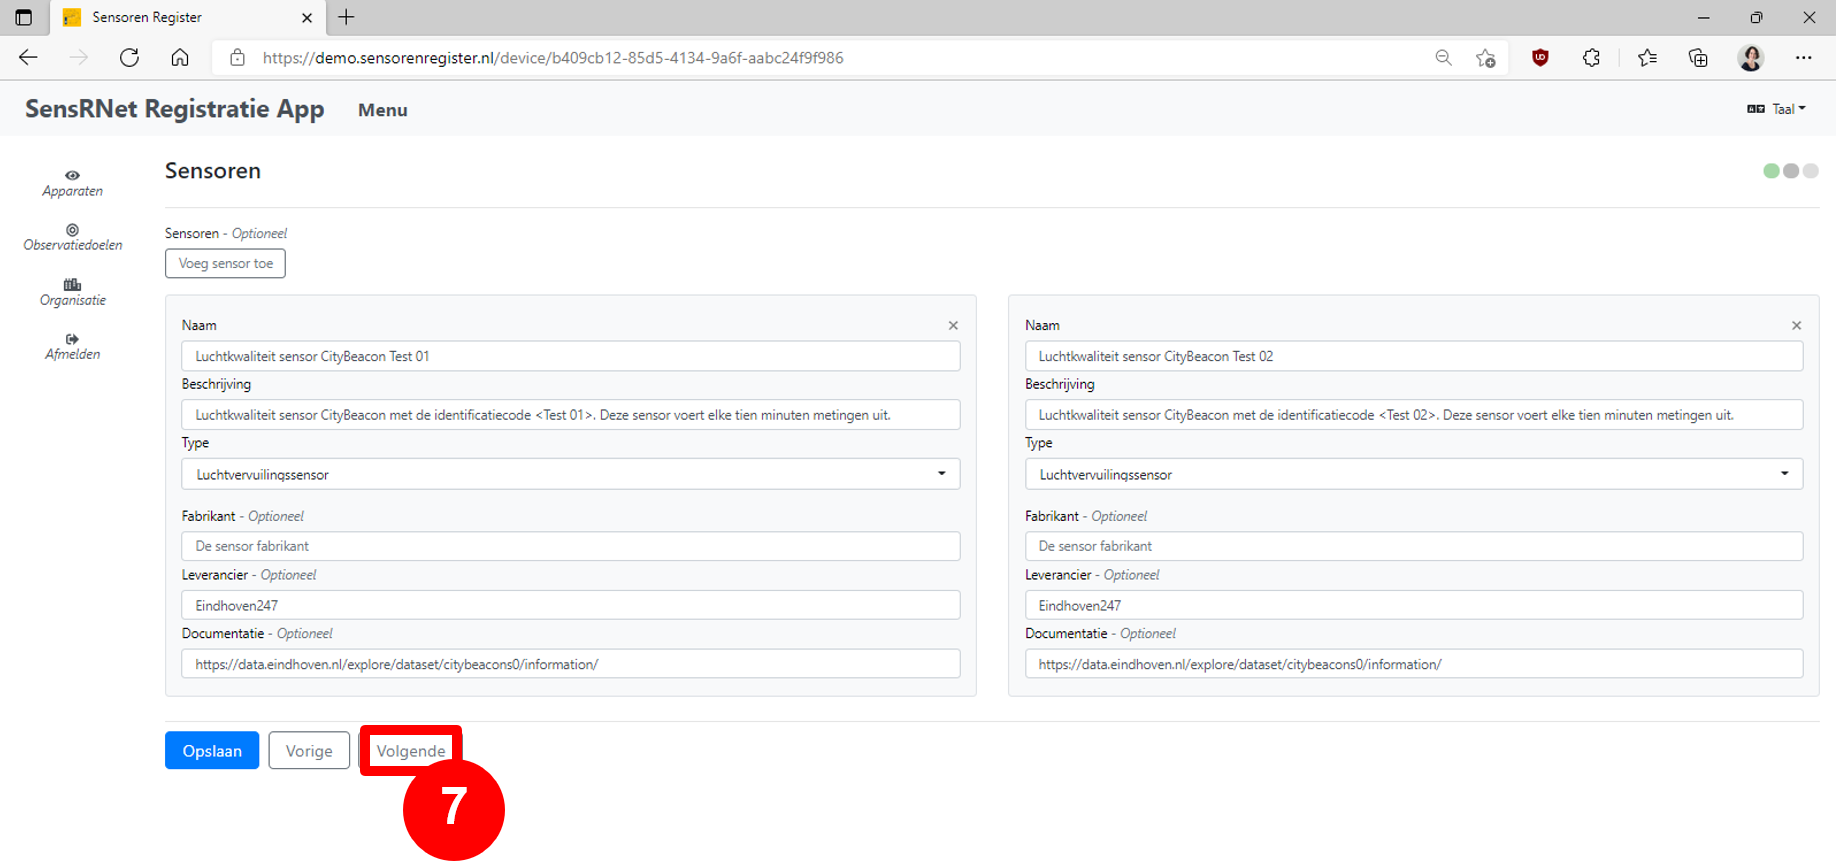 Sensoren Register
https://demo.sensorenregister.nl/device/b409cb12-85d5-4134-9a6f-aabc24f9f986
SensRNet Registratie App
Menu
Taal
Apparaten
Observatiedoelen
Organisatie
Afmelden
Sensoren
Sensoren - Optioneel
Voeg sensor toe
Naam
Luchtkwaliteit sensor CityBeacon Test 01
Beschrijving
Luchtkwaliteit sensor CityBeacon met de identificatiecode <Test 01>. Deze sensor voert elke tien minuten metingen uit.
Type
Luchtvervuilingssensor
Fabrikant - Optioneel
De sensor fabrikant
Leverancier - Optioneel
Eindhoven247
Documentatie - Optioneel
https://data.eindhoven.nl/explore/dataset/citybeacons0/information/
Naam
Luchtkwaliteit sensor CityBeacon Test 02
Beschrijving
Luchtkwaliteit sensor CityBeacon met de identificatiecode <Test 02>. Deze sensor voert elke tien minuten metingen uit.
Type
Luchtvervuilingssensor
Fabrikant - Optioneel
De sensor fabrikant
Leverancier - Optioneel
Eindhoven247
Documentatie - Optioneel
https://data.eindhoven.nl/explore/dataset/citybeacons0/information/
Opslaan
Vorige
Volgende
7